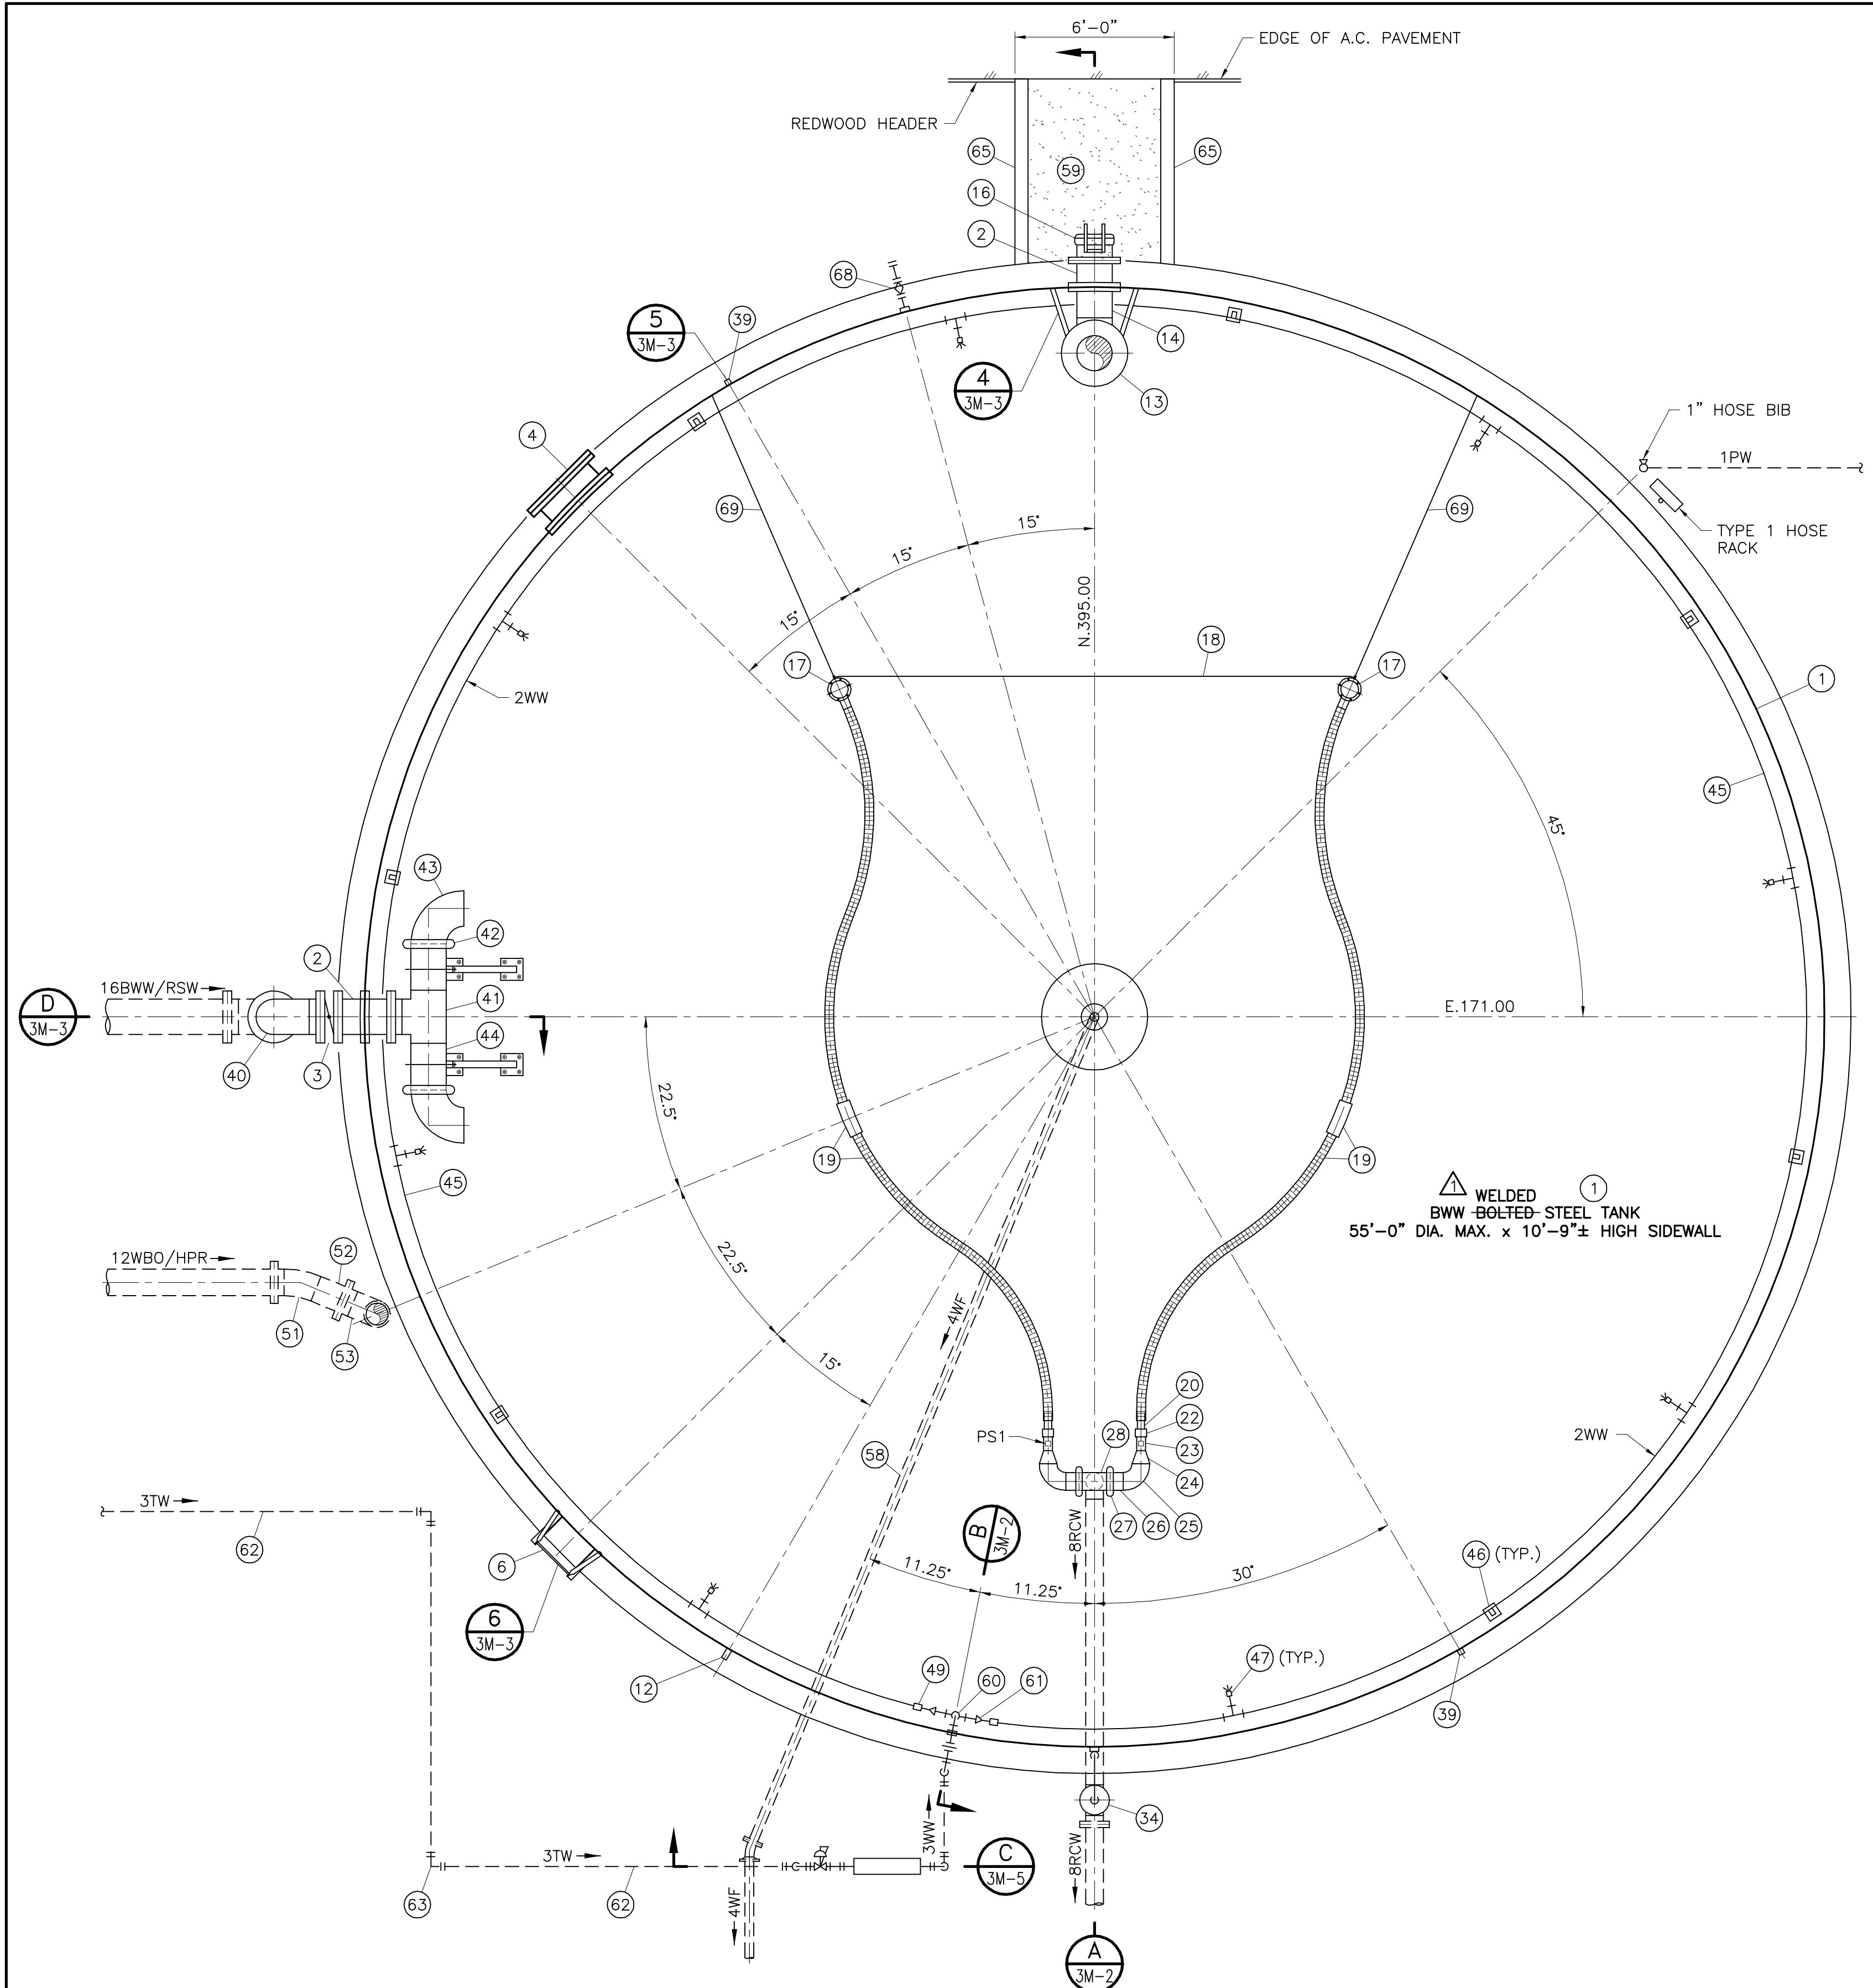 6'-0"
EDGE OF A.C. PAVEMENT
REDWOOD HEADER
65
59
65
16
2
68
14
5
3M-3
39
4
3M-3
13
4
1" HOSE BIB
1PW
TYPE 1 HOSE
RACK
69
69
15°
15°
15°
N.395.00
18
17
17
2WW
1
45
45°
43
42
2
16BWW/RSW
41
D
3M-3
E.171.00
44
40
3
22.5°
19
19
45
1 WELDED 1
BWW BOLTED STEEL TANK
55'-0" DIA. MAX. x 10'-9"± HIGH SIDEWALL
12WBO/HPR
52
22.5°
51
53
4WF
15°
20
22
28
PS1
23
2WW
58
24
3TW
27
26
25
B
3M-2
8RCW
62
6
11.25°
11.25°
30°
46 (TYP.)
6
3M-3
12
49
60
61
47 (TYP.)
39
34
3WW
3TW
C
3M-5
8RCW
63
62
4WF
A
3M-2